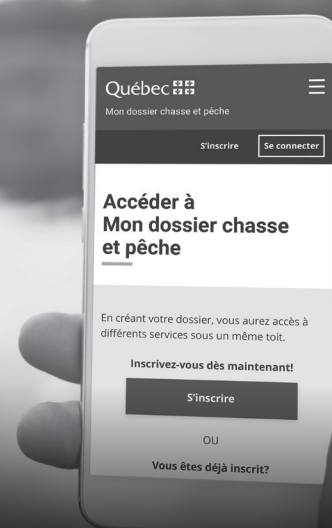 Québec
Mon dossier chasse et pêche
S'inscrire Se connecter
Accéder à
Mon dossier chasse
et pêche
En créant votre dossier, vous aurez accès à
différents services sous un même toit.
Inscrivez-vous dès maintenant!
S'inscrire
OU
Vous êtes déjà inscrit?